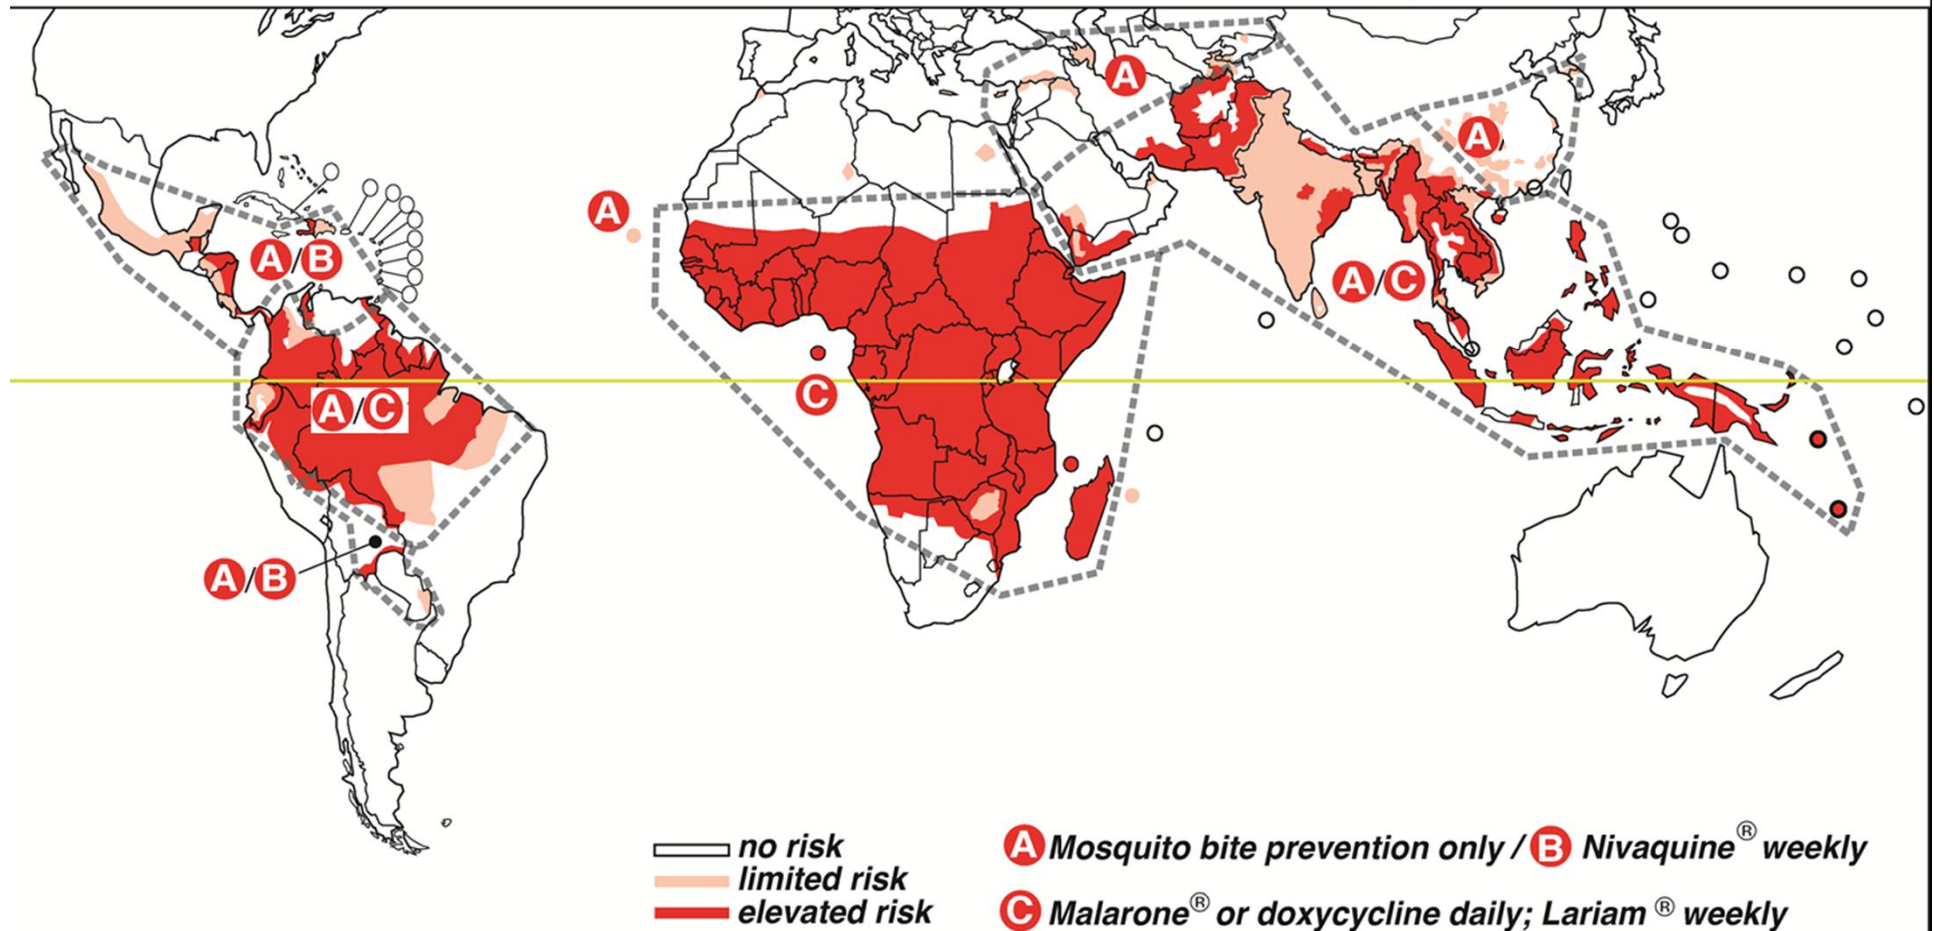 A
A
A
A
A/B
A/C
C
A/C
A/B
no risk
limited risk
elevated risk
A Mosquito bite prevention only / B Nivaquine® weekly
C Malarone® or doxycycline daily; Lariam ® weekly